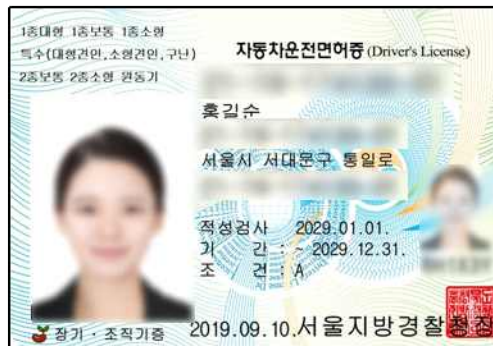 1종대형 1종보통 1종소형
특수(대형견인,소형견인,구난)
2종보통 2종소형 원동기
자동차운전면허증 (Driver's License)
홍길순
서울시 서대문구 통일로
적성검사 2029.01.01.
기 간 : ~ 2029.12.31.
조 건 : A
장기 · 조직기증
2019.09.10. 서울지방경찰청장